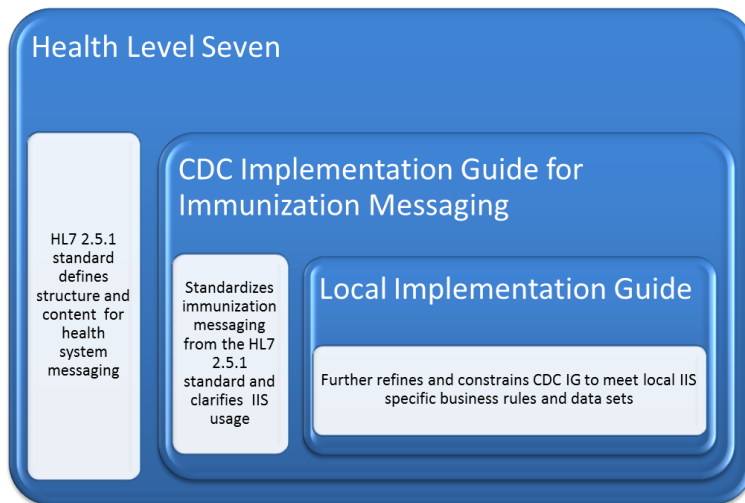 Health Level Seven
CDC Implementation Guide for
Immunization Messaging
HL7 2.5.1
standard
defines
structure and
content for
health
system
messaging
Standardizes
immunization
messaging
from the HL7
2.5.1
standard and
clarifies IIS
usage
Local Implementation Guide
Further refines and constrains CDC IG to meet local IIS
specific business rules and data sets